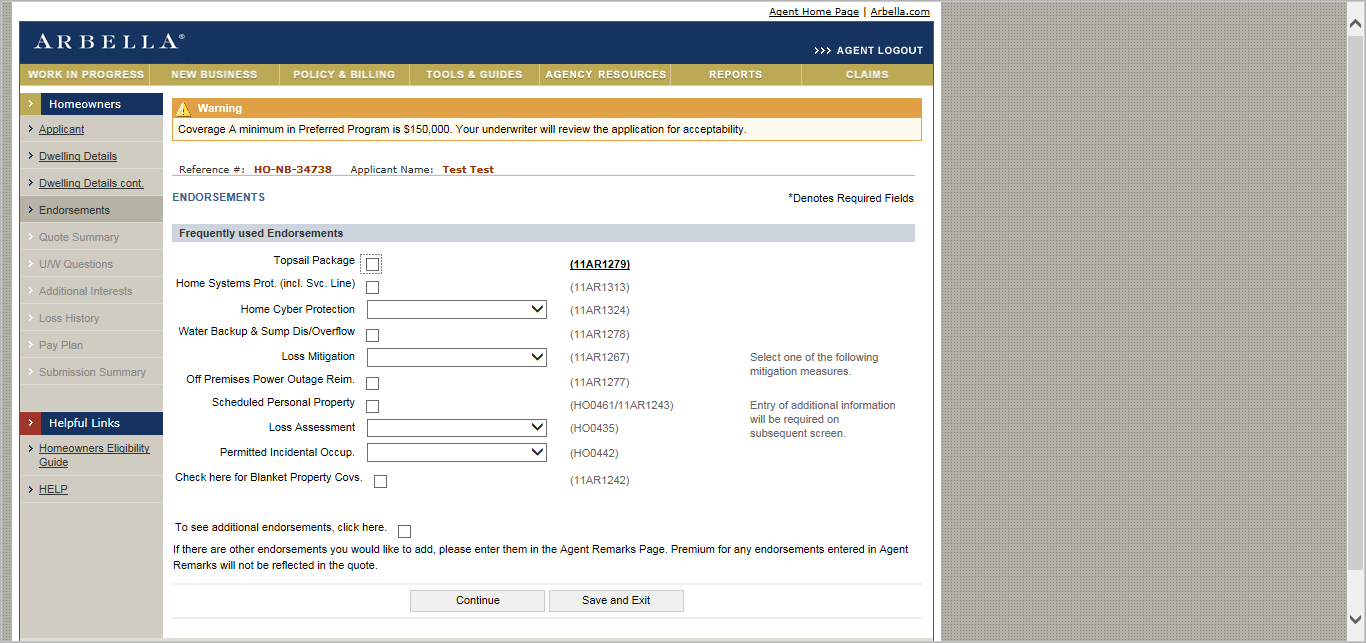 Agent Home Page | Arbella.com
ARBELLA®
>>> AGENT LOGOUT
WORK IN PROGRESS NEW BUSINESS POLICY & BILLING TOOLS & GUIDES AGENCY RESOURCES REPORTS CLAIMS
Homeowners
Applicant
Dwelling Details
Dwelling Details cont.
Endorsements
Quote Summary
U/W Questions
Additional Interests
Loss History
Pay Plan
Submission Summary
Helpful Links
Homeowners Eligibility
Guide
HELP
Warning
Coverage A minimum in Preferred Program is $150,000. Your underwriter will review the application for acceptability.
Reference #: HO-NB-34738 Applicant Name: Test Test
ENDORSEMENTS
*Denotes Required Fields
Frequently used Endorsements
Topsail Package (11AR1279)
Home Systems Prot. (incl. Svc. Line) (11AR1313)
Home Cyber Protection (11AR1324)
Water Backup & Sump Dis/Overflow (11AR1278)
Loss Mitigation (11AR1267) Select one of the following
mitigation measures.
Off Premises Power Outage Reim. (11AR1277)
Scheduled Personal Property (HO0461/11AR1243) Entry of additional information
will be required on
subsequent screen.
Loss Assessment (HO0435)
Permitted Incidental Occup. (HO0442)
Check here for Blanket Property Covs. (11AR1242)
To see additional endorsements, click here.
If there are other endorsements you would like to add, please enter them in the Agent Remarks Page. Premium for any endorsements entered in Agent
Remarks will not be reflected in the quote.
Continue Save and Exit